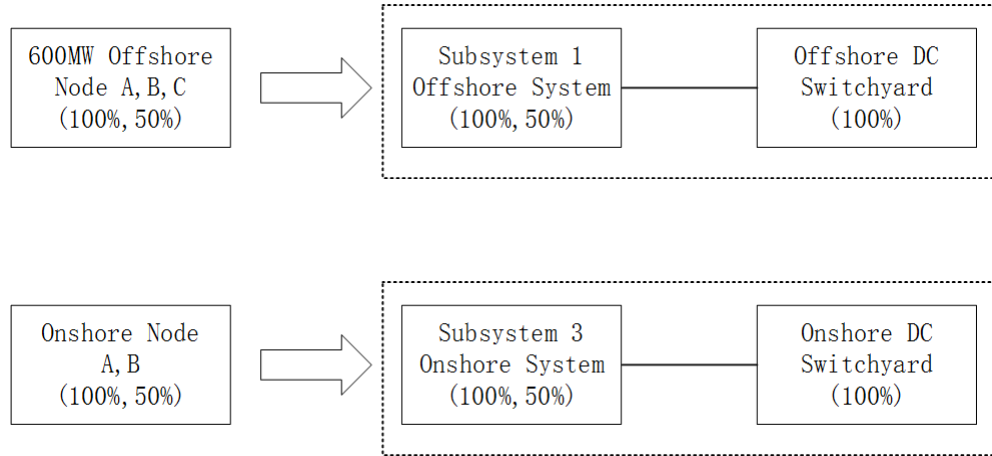 600MW Offshore
Node A,B,C
(100%,50%)
Subsystem 1
Offshore System
(100%,50%)
Offshore DC
Switchyard
(100%)
Onshore Node
A,B
(100%,50%)
Subsystem 3
Onshore System
(100%,50%)
Onshore DC
Switchyard
(100%)